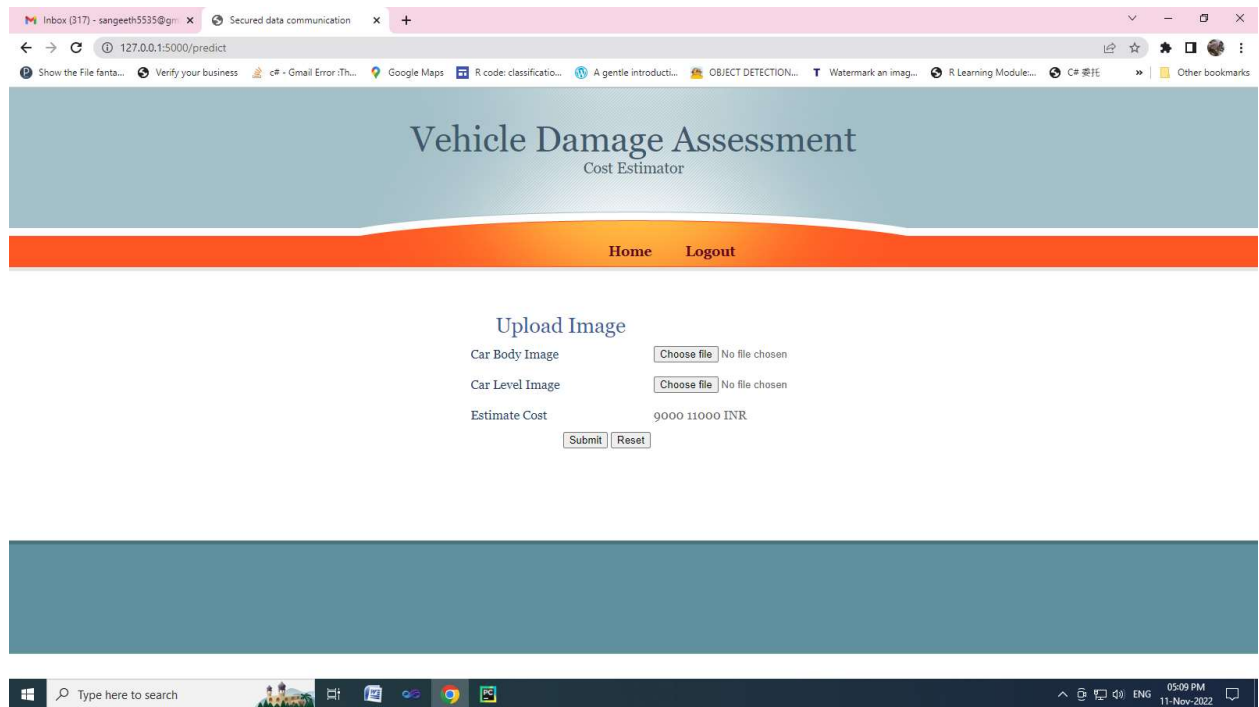 Inbox (317) - sangeeth5535@gm
Secured data communication
127.0.0.1:5000/predict
Show the File fanta... Verify your business c# - Gmail Error :Th... Google Maps R code: classificatio... A gentle introducti... OBJECT DETECTION... Watermark an imag... R Learning Module:... C# 委托 » Other bookmarks
Vehicle Damage Assessment
Cost Estimator
Home Logout
Upload Image
Car Body Image Choose file No file chosen
Car Level Image Choose file No file chosen
Estimate Cost 9000 11000 INR
Submit Reset
Type here to search
ENG
05:09 PM
11-Nov-2022